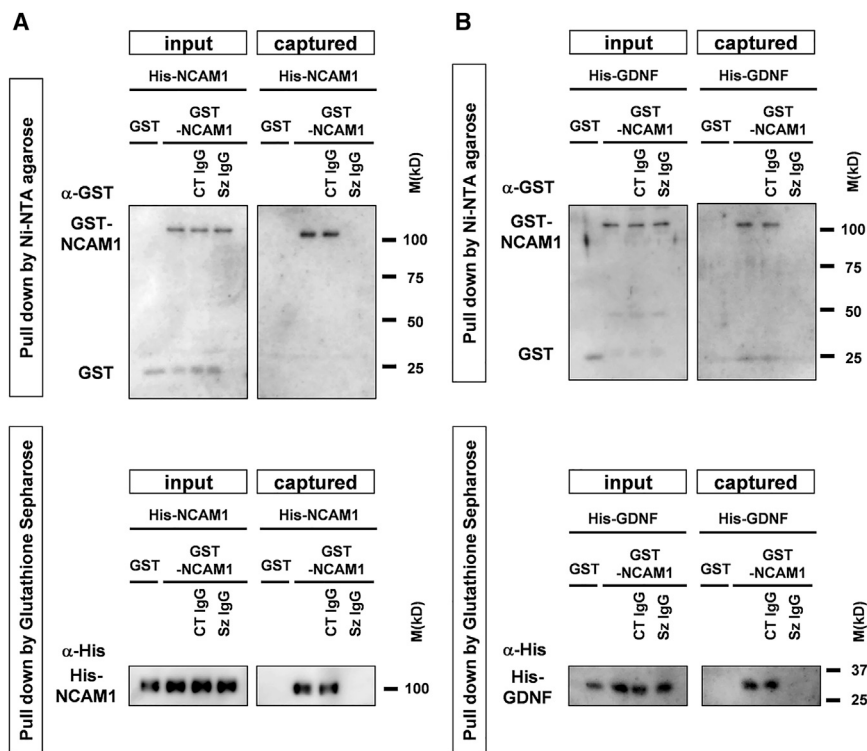 A
input
captured
His-NCAM1
His-NCAM1
GST
GST
-NCAM1
GST
GST
-NCAM1
CT IgG
Sz IgG
CT IgG
Sz IgG
M(kD)
Pull down by Ni-NTA agarose
α-GST
GST-
NCAM1
GST
100
75
50
25
B
input
captured
His-GDNF
His-GDNF
GST
GST
-NCAM1
GST
GST
-NCAM1
CT IgG
Sz IgG
CT IgG
Sz IgG
M(kD)
Pull down by Ni-NTA agarose
α-GST
GST-
NCAM1
GST
100
75
50
25
input
captured
His-NCAM1
His-NCAM1
GST
GST
-NCAM1
GST
GST
-NCAM1
CT IgG
Sz IgG
CT IgG
Sz IgG
M(kD)
Pull down by Glutathione Sepharose
α-His
His-
NCAM1
100
input
captured
His-GDNF
His-GDNF
GST
GST
-NCAM1
GST
GST
-NCAM1
CT IgG
Sz IgG
CT IgG
Sz IgG
M(kD)
Pull down by Glutathione Sepharose
α-His
His-
GDNF
37
25